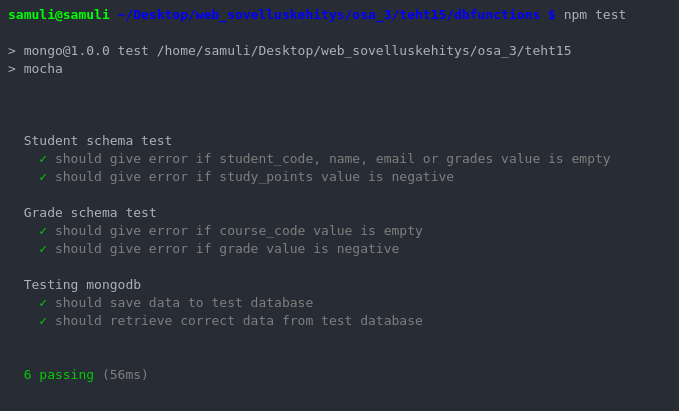 samuli@samuli ~/Desktop/web_sovelluskehitys/osa_3/teht15/dbfunctions $ npm test
> mongo@1.0.0 test /home/samuli/Desktop/web_sovelluskehitys/osa_3/teht15
> mocha
Student schema test
✓ should give error if student_code, name, email or grades value is empty
✓ should give error if study_points value is negative
Grade schema test
✓ should give error if course_code value is empty
✓ should give error if grade value is negative
Testing mongodb
✓ should save data to test database
✓ should retrieve correct data from test database
6 passing (56ms)